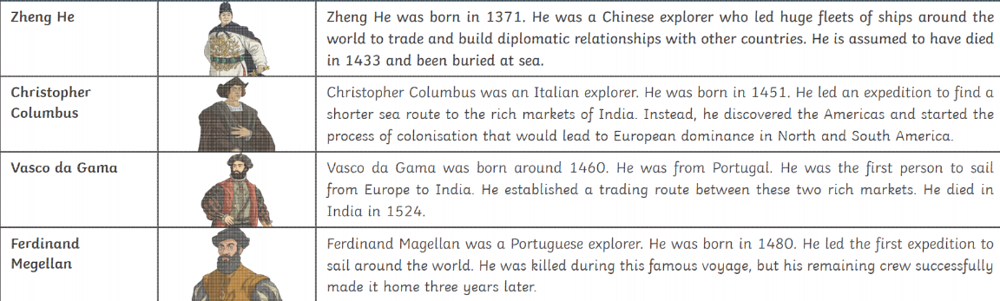 Zheng He
Zheng He was born in 1371. He was a Chinese explorer who led huge fleets of ships around the
world to trade and build diplomatic relationships with other countries. He is assumed to have died
in 1433 and been buried at sea.
Christopher
Columbus
Christopher Columbus was an Italian explorer. He was born in 1451. He led an expedition to find a
shorter sea route to the rich markets of India. Instead, he discovered the Americas and started the
process of colonisation that would lead to European dominance in North and South America.
Vasco da Gama
Vasco da Gama was born around 1460. He was from Portugal. He was the first person to sail
from Europe to India. He established a trading route between these two rich markets. He died in
India in 1524.
Ferdinand
Megellan
Ferdinand Magellan was a Portuguese explorer. He was born in 1480. He led the first expedition to
sail around the world. He was killed during this famous voyage, but his remaining crew successfully
made it home three years later.